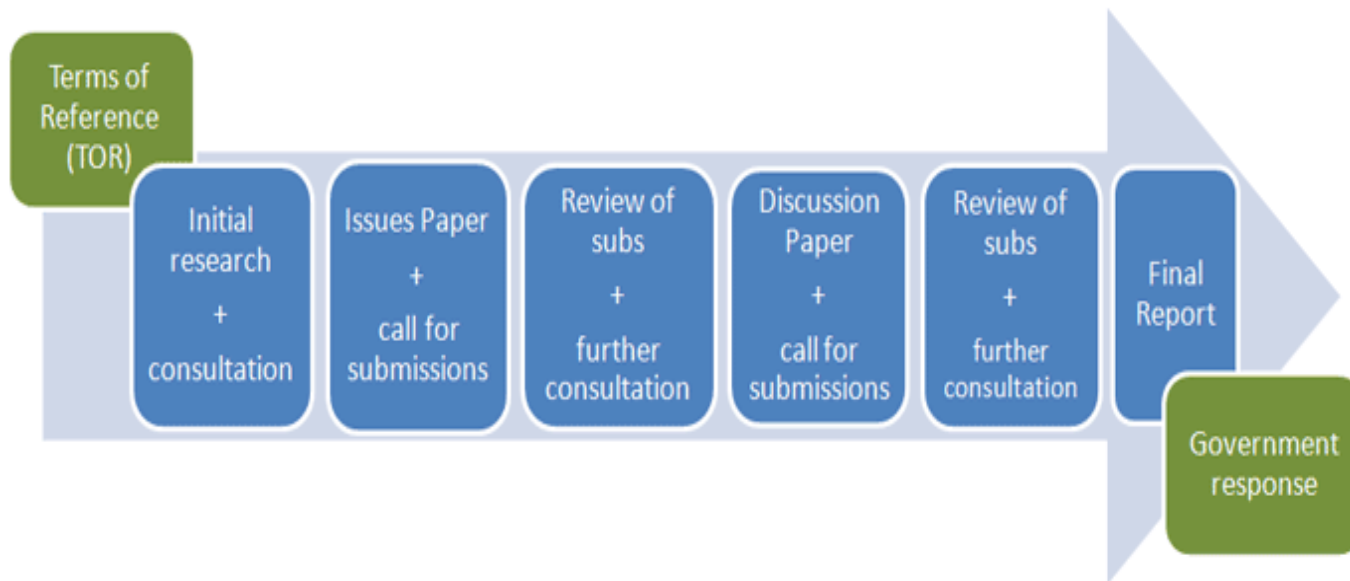 Terms of
Reference
(TOR)
Initial
research
+
consultation
Issues Paper
+
call for
submissions
Review of
subs
+
further
consultation
Discussion
Paper
+
call for
submissions
Review of
subs
+
further
consultation
Final
Report
Government
response